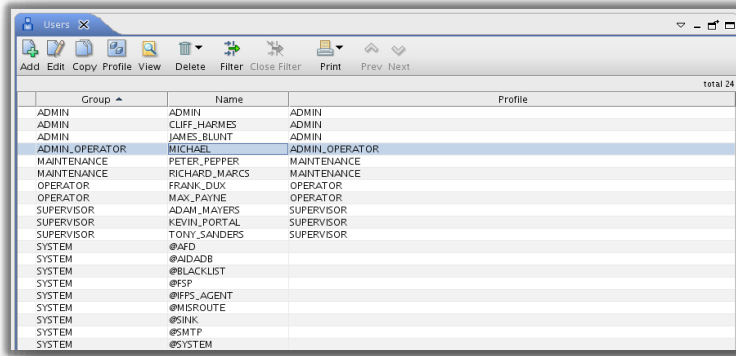 Users
Add Edit Copy Profile View Delete Filter Close Filter Print Prev Next
total 24
Group Name Profile
ADMIN ADMIN ADMIN
ADMIN CLIFF_HARMES ADMIN
ADMIN JAMES_BLUNT ADMIN
ADMIN_OPERATOR MICHAEL ADMIN_OPERATOR
MAINTENANCE PETER_PEPPER MAINTENANCE
MAINTENANCE RICHARD_MARCS MAINTENANCE
OPERATOR FRANK_DUX OPERATOR
OPERATOR MAX_PAYNE OPERATOR
SUPERVISOR ADAM_MAYERS SUPERVISOR
SUPERVISOR KEVIN_PORTAL SUPERVISOR
SUPERVISOR TONY_SANDERS SUPERVISOR
SYSTEM @AFD
SYSTEM @AIDADB
SYSTEM @BLACKLIST
SYSTEM @FSP
SYSTEM @IFPS_AGENT
SYSTEM @MISROUTE
SYSTEM @SINK
SYSTEM @SMTP
SYSTEM @SYSTEM